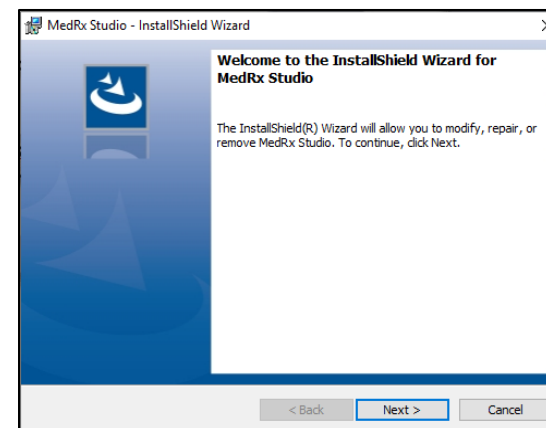 MedRx Studio - InstallShield Wizard
Welcome to the InstallShield Wizard for
MedRx Studio
The InstallShield(R) Wizard will allow you to modify, repair, or
remove MedRx Studio. To continue, click Next.
< Back Next > Cancel